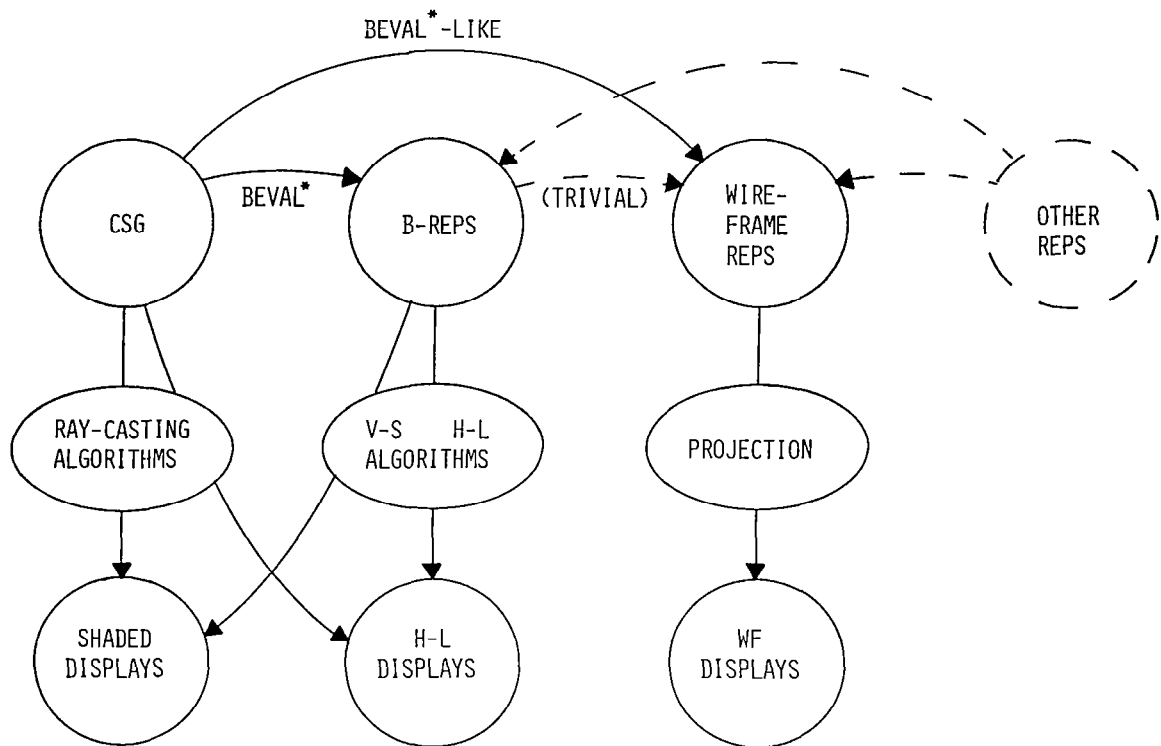 BEVAL*-LIKE
CSG
BEVAL*
B-REPS
(TRIVIAL)
WIRE-
FRAME
REPS
OTHER
REPS
RAY-CASTING
ALGORITHMS
V-S H-L
ALGORITHMS
PROJECTION
SHADED
DISPLAYS
H-L
DISPLAYS
WF
DISPLAYS